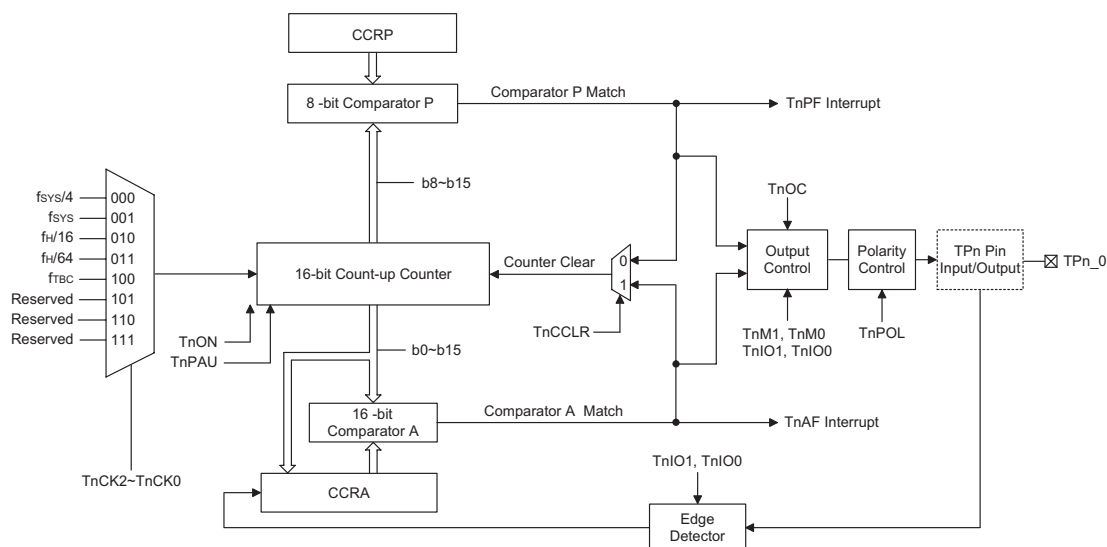 CCRP
8 -bit Comparator P
Comparator P Match
TnPF Interrupt
b8~b15
fSYS/4
000
fSYS
001
fH/16
010
fH/64
011
fTBC
100
Reserved
101
Reserved
110
Reserved
111
TnCK2~TnCK0
16-bit Count-up Counter
TnON
TnPAU
Counter Clear
0
1
TnCCLR
TnOC
Output
Control
TnM1, TnM0
TnIO1, TnIO0
Polarity
Control
TnPOL
TPn Pin
Input/Output
TPn_0
b0~b15
16 -bit
Comparator A
Comparator A Match
TnAF Interrupt
CCRA
TnIO1, TnIO0
Edge
Detector